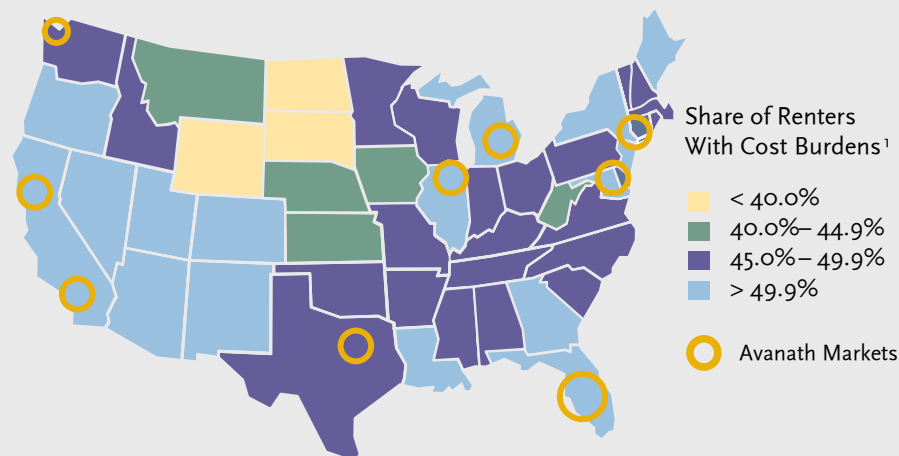 Share of Renters
With Cost Burdens¹
< 40.0%
40.0%–44.9%
45.0%–49.9%
> 49.9%
Avanath Markets